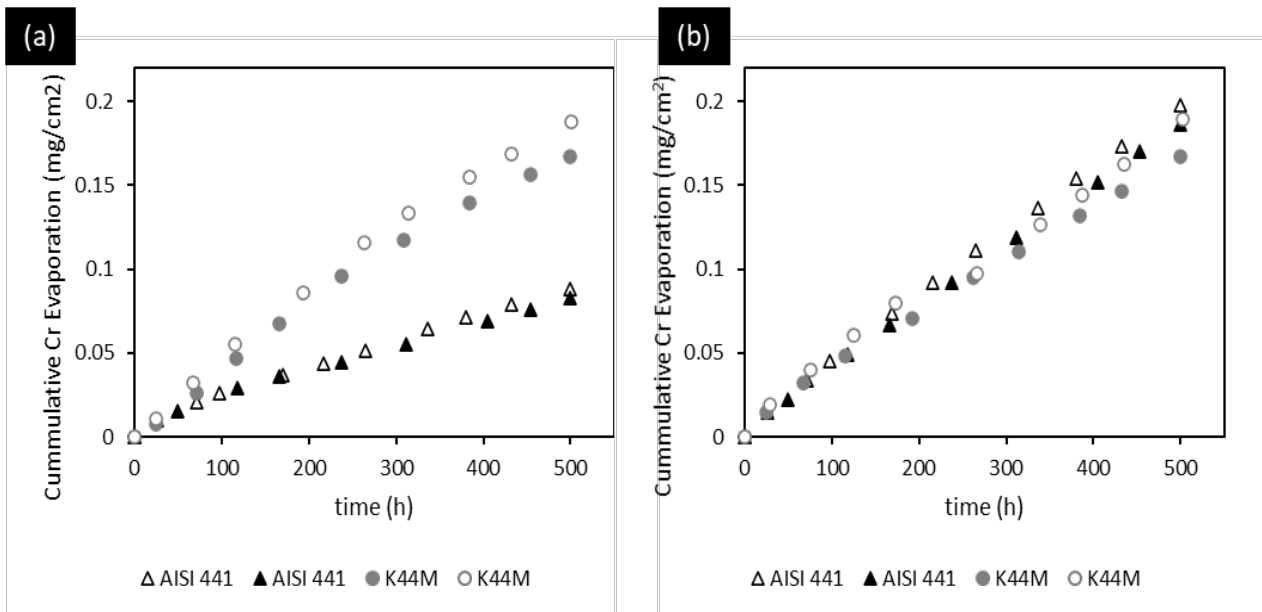 (a)
Cummulative Cr Evaporation (mg/cm2)
0.2
0.15
0.1
0.05
0
0 100 200 300 400 500
time (h)
AISI 441 AISI 441 K44M K44M
(b)
Cummulative Cr Evaporation (mg/cm²)
0.2
0.15
0.1
0.05
0
0 100 200 300 400 500
time (h)
AISI 441 AISI 441 K44M K44M